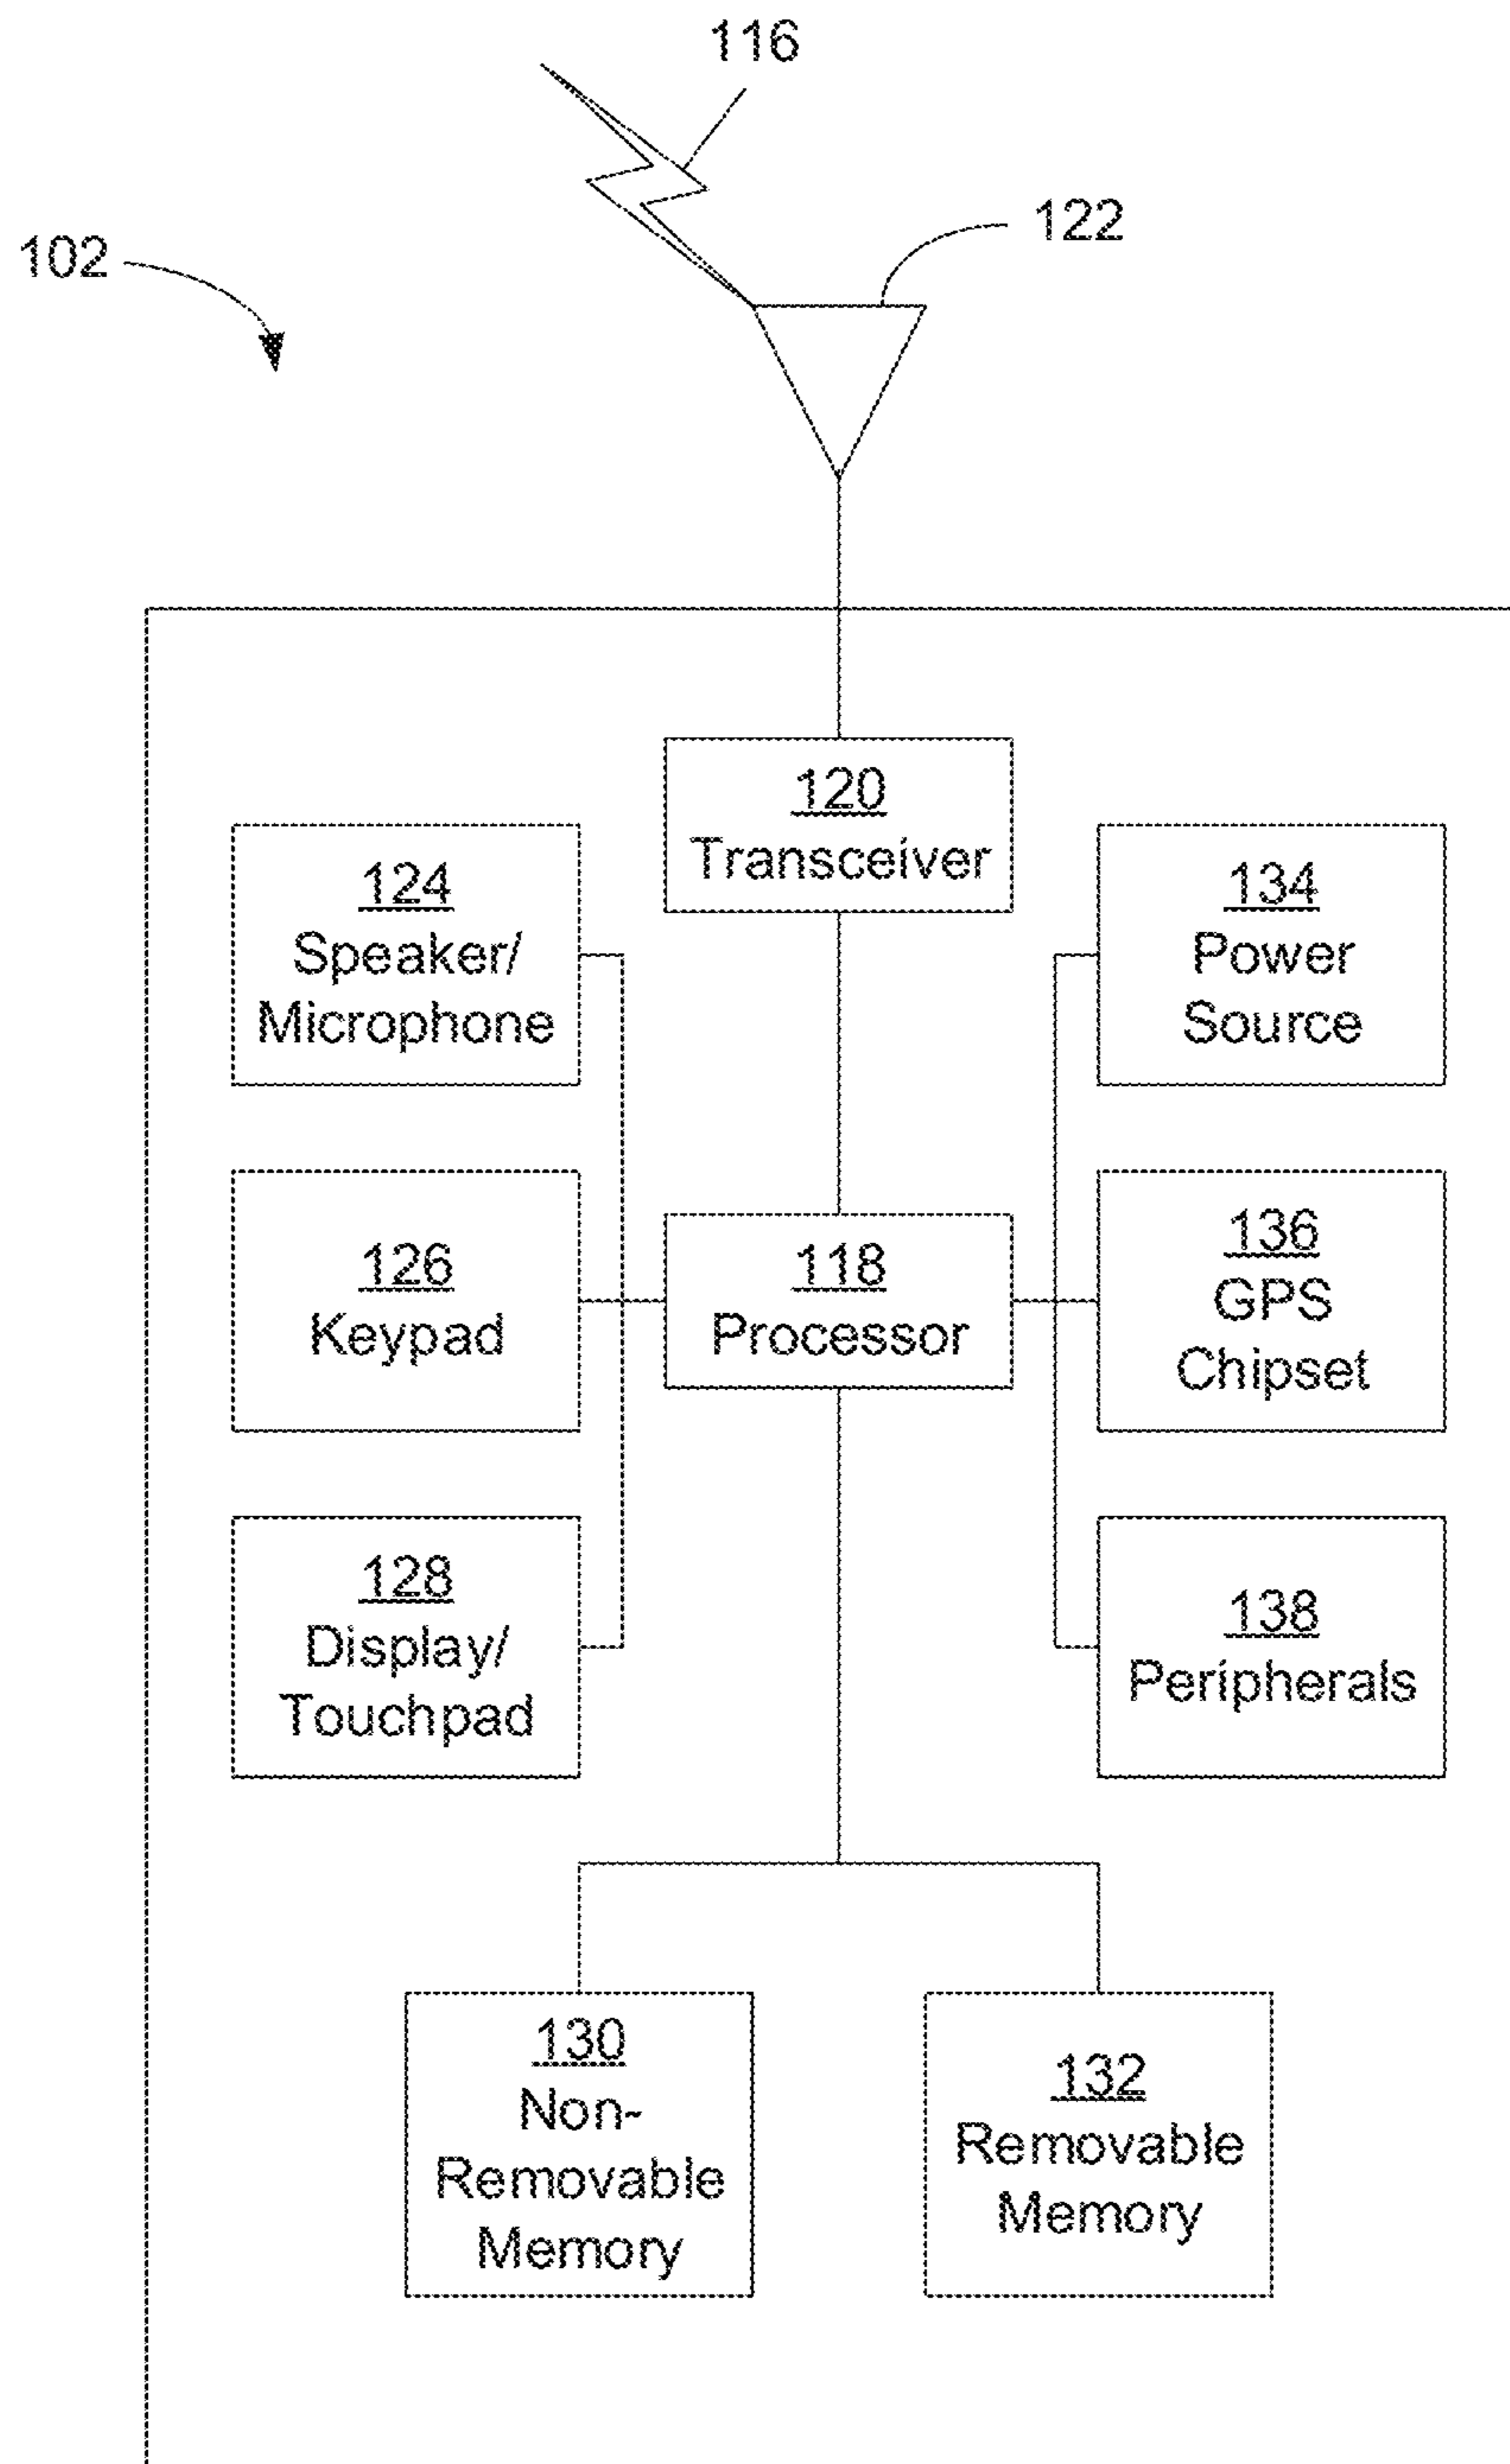 116
122
102
120
Transceiver
124
Speaker/
Microphone
134
Power
Source
126
Keypad
118
Processor
136
GPS
Chipset
128
Display/
Touchpad
138
Peripherals
130
Non-
Removable
Memory
132
Removable
Memory